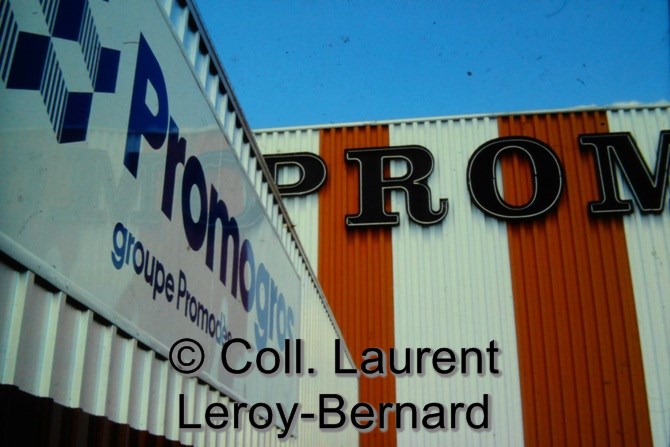 Promogros
groupe Promodès
PROM
© Coll. Laurent
Leroy-Bernard